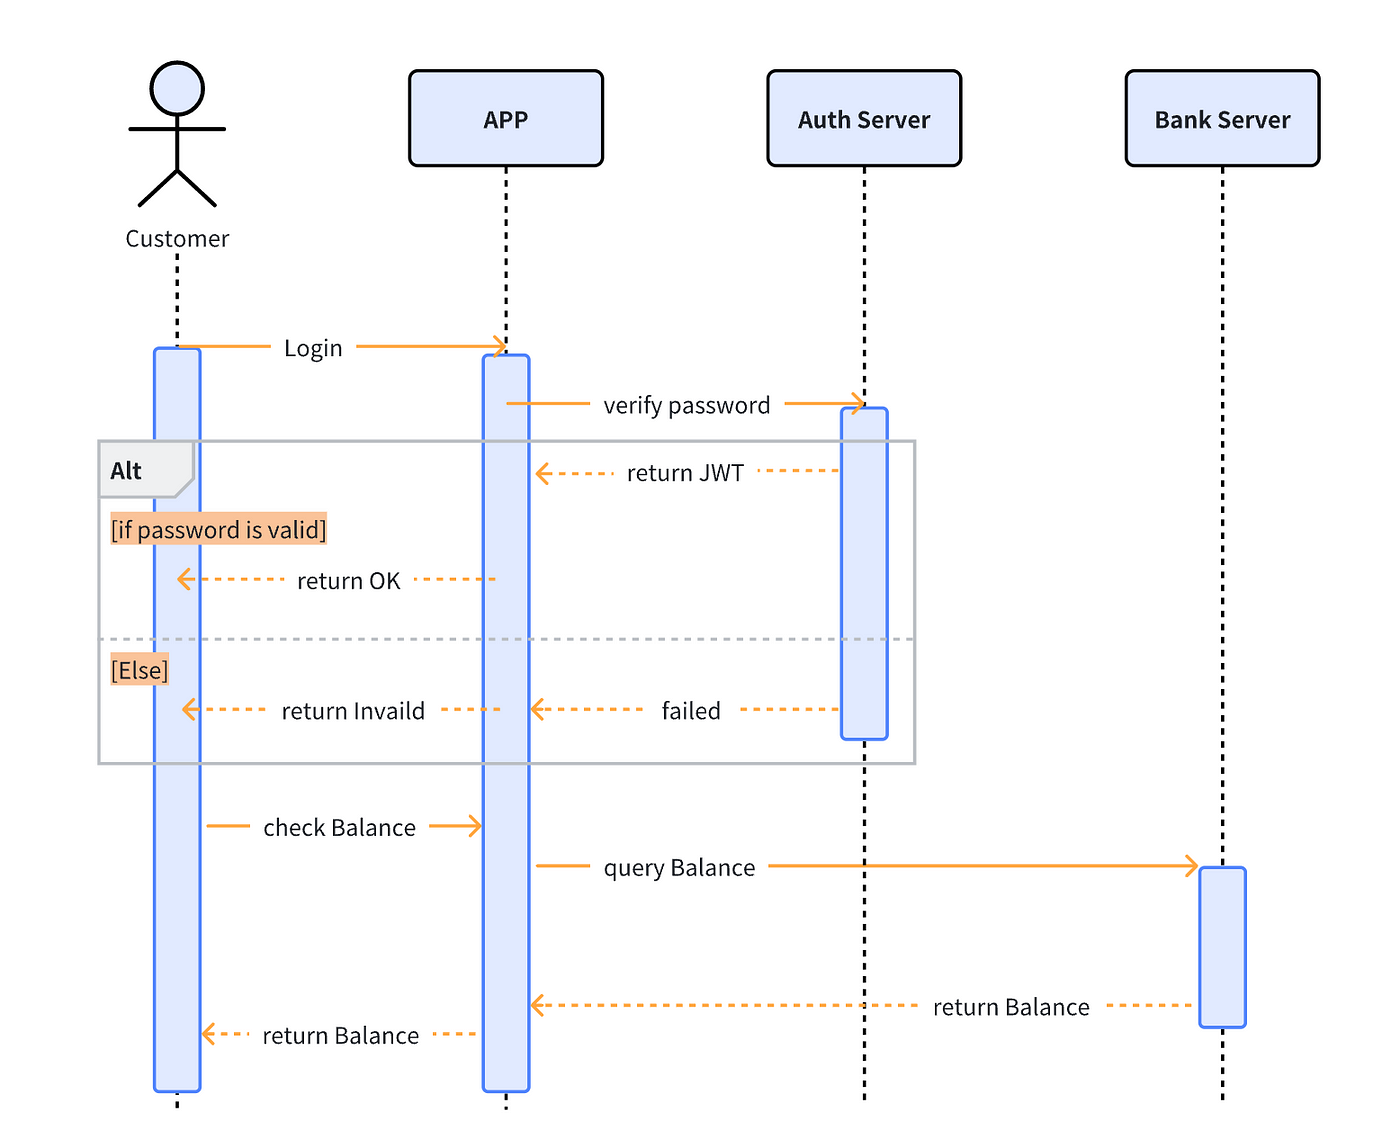 APP
Auth Server
Bank Server
Customer
Login
verify password
Alt
return JWT
[if password is valid]
return OK
[Else]
return Invaild
failed
check Balance
query Balance
return Balance
return Balance